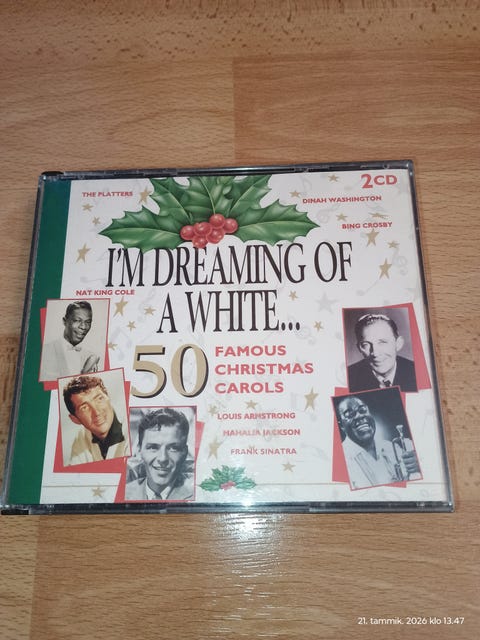 2CD
THE PLATTERS
DINAH WASHINGTON
BING CROSBY
I'M DREAMING OF
A WHITE...
NAT KING COLE
50
FAMOUS
CHRISTMAS
CAROLS
LOUIS ARMSTRONG
MAHALIA JACKSON
FRANK SINATRA
21. tammik. 2026 klo 13.47